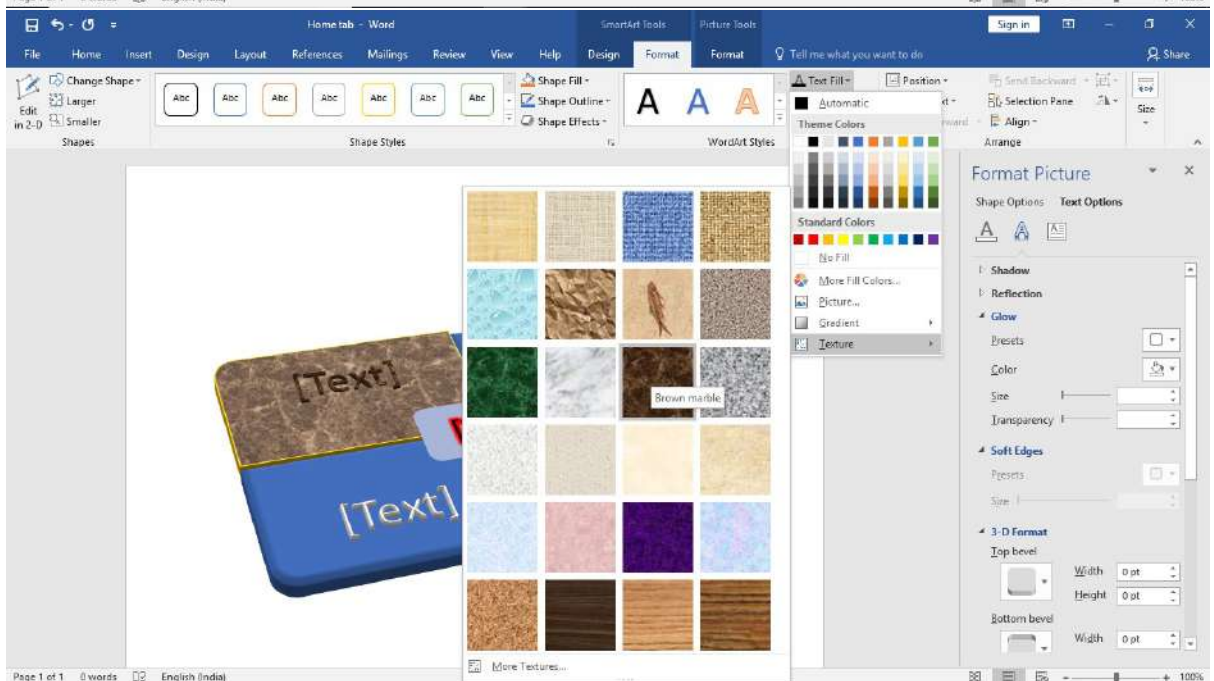 Home tab - Word
SmartArt Tools
Picture Tools
Sign in
File Home Insert Design Layout References Mailings Review View Help Design Format Format Tell me what you want to do Share
Change Shape
Larger
Smaller
Edit
in 2-D
Shapes
Abc Abc Abc Abc Abc Abc Abc
Shape Styles
Shape Fill
Shape Outline
Shape Effects
A A A
WordArt Styles
Text Fill
Position
Send Backward
Selection Pane
Align
Arrange
Size
Automatic
Theme Colors
Standard Colors
No Fill
More Fill Colors...
Picture...
Gradient
Texture
Brown marble
More Textures...
[Text]
[Text]
Format Picture
Shape Options Text Options
Shadow
Reflection
Glow
Presets
Color
Size
Transparency
Soft Edges
Presets
Size
3-D Format
Top bevel
Width 0 pt
Height 0 pt
Bottom bevel
Width 0 pt
Page 1 of 1 0 words English (India) 100%